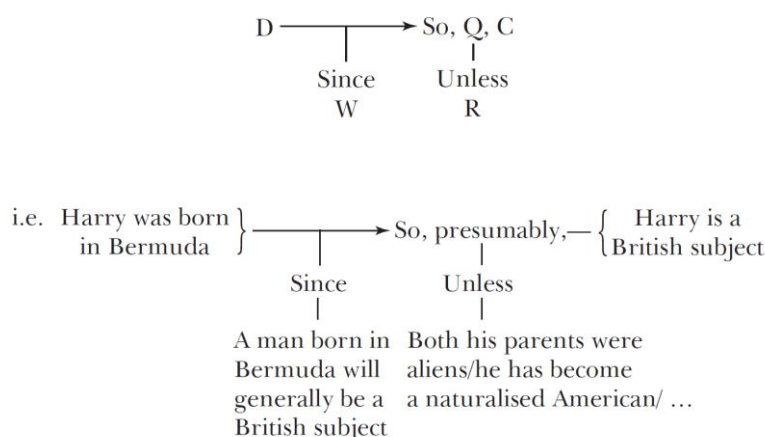 D So, Q, C
Since Unless
W R
i.e. Harry was born So, presumably,— Harry is a
in Bermuda British subject
Since Unless
A man born in Both his parents were
Bermuda will aliens/he has become
generally be a a naturalised American/ …
British subject